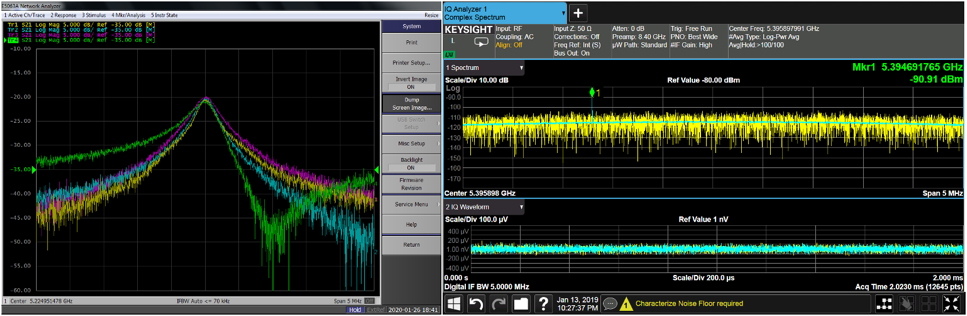 E5063A Network Analyzer
1 Active Ch/Trace 2 Response 3 Stimulus 4 Mkr/Analysis 5 Instr State
Resize
Tr1 S21 Log Mag 5.000 dB/ Ref -35.00 dB [M]
Tr2 S21 Log Mag 5.000 dB/ Ref -35.00 dB [M]
Tr3 S21 Log Mag 5.000 dB/ Ref -35.00 dB [M]
S21 Log Mag 5.000 dB/ Ref -35.00 dB [M]
-10.00
-15.00
-20.00
-25.00
-30.00
-35.00
-40.00
-45.00
-50.00
-55.00
-60.00
1 Center 5.224951478 GHz
IFBW Auto <= 70 kHz
Span 5 MHz
Hold
2020-01-26 18:41
System
Print
Printer Setup...
Invert Image
ON
Dump
Screen Image...
Misc Setup
Backlight
ON
Firmware
Revision
Service Menu
Help
Return
IQ Analyzer 1
Complex Spectrum
+
KEYSIGHT
Input: RF
Coupling: AC
Align: Off
Input Z: 50 Ω
Corrections: Off
Freq Ref: Int (S)
Bus Out: On
Atten: 0 dB
Preamp: 8.40 GHz
µW Path: Standard
Trig: Free Run
PNO: Best Wide
#IF Gain: High
Center Freq: 5.395897991 GHz
#Avg Type: Log-Pwr Avg
Avg|Hold:>100/100
1 Spectrum
Scale/Div 10.00 dB
Ref Value -80.00 dBm
Mkr1 5.394691765 GHz
-90.91 dBm
Log
-90.0
-100
-110
-120
-130
-140
-150
-160
-170
1
Center 5.395898 GHz
Span 5 MHz
2 IQ Waveform
Scale/Div 100.0 µV
Ref Value 1 nV
400 µV
300 µV
200 µV
100 µV
-100 µV
-200 µV
-400 µV
0.000 s
Scale/Div 200.0 µs
2.000 ms
Digital IF BW 5.0000 MHz
Acq Time 2.0230 ms (12645 pts)
Jan 13, 2019
10:27:37 PM
Characterize Noise Floor required